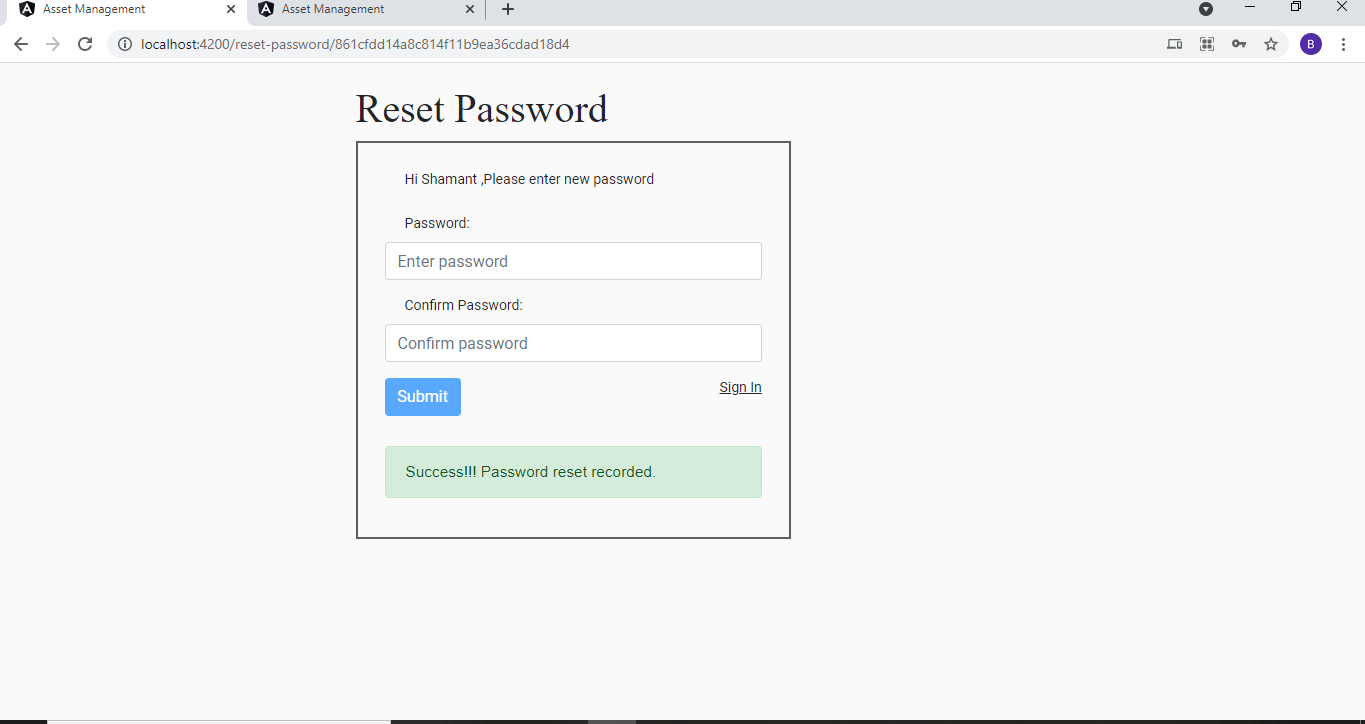 Asset Management
Asset Management
localhost:4200/reset-password/861cfdd14a8c814f11b9ea36cdad18d4
B
Reset Password
Hi Shamant ,Please enter new password
Password:
Enter password
Confirm Password:
Confirm password
Submit
Sign In
Success!!! Password reset recorded.